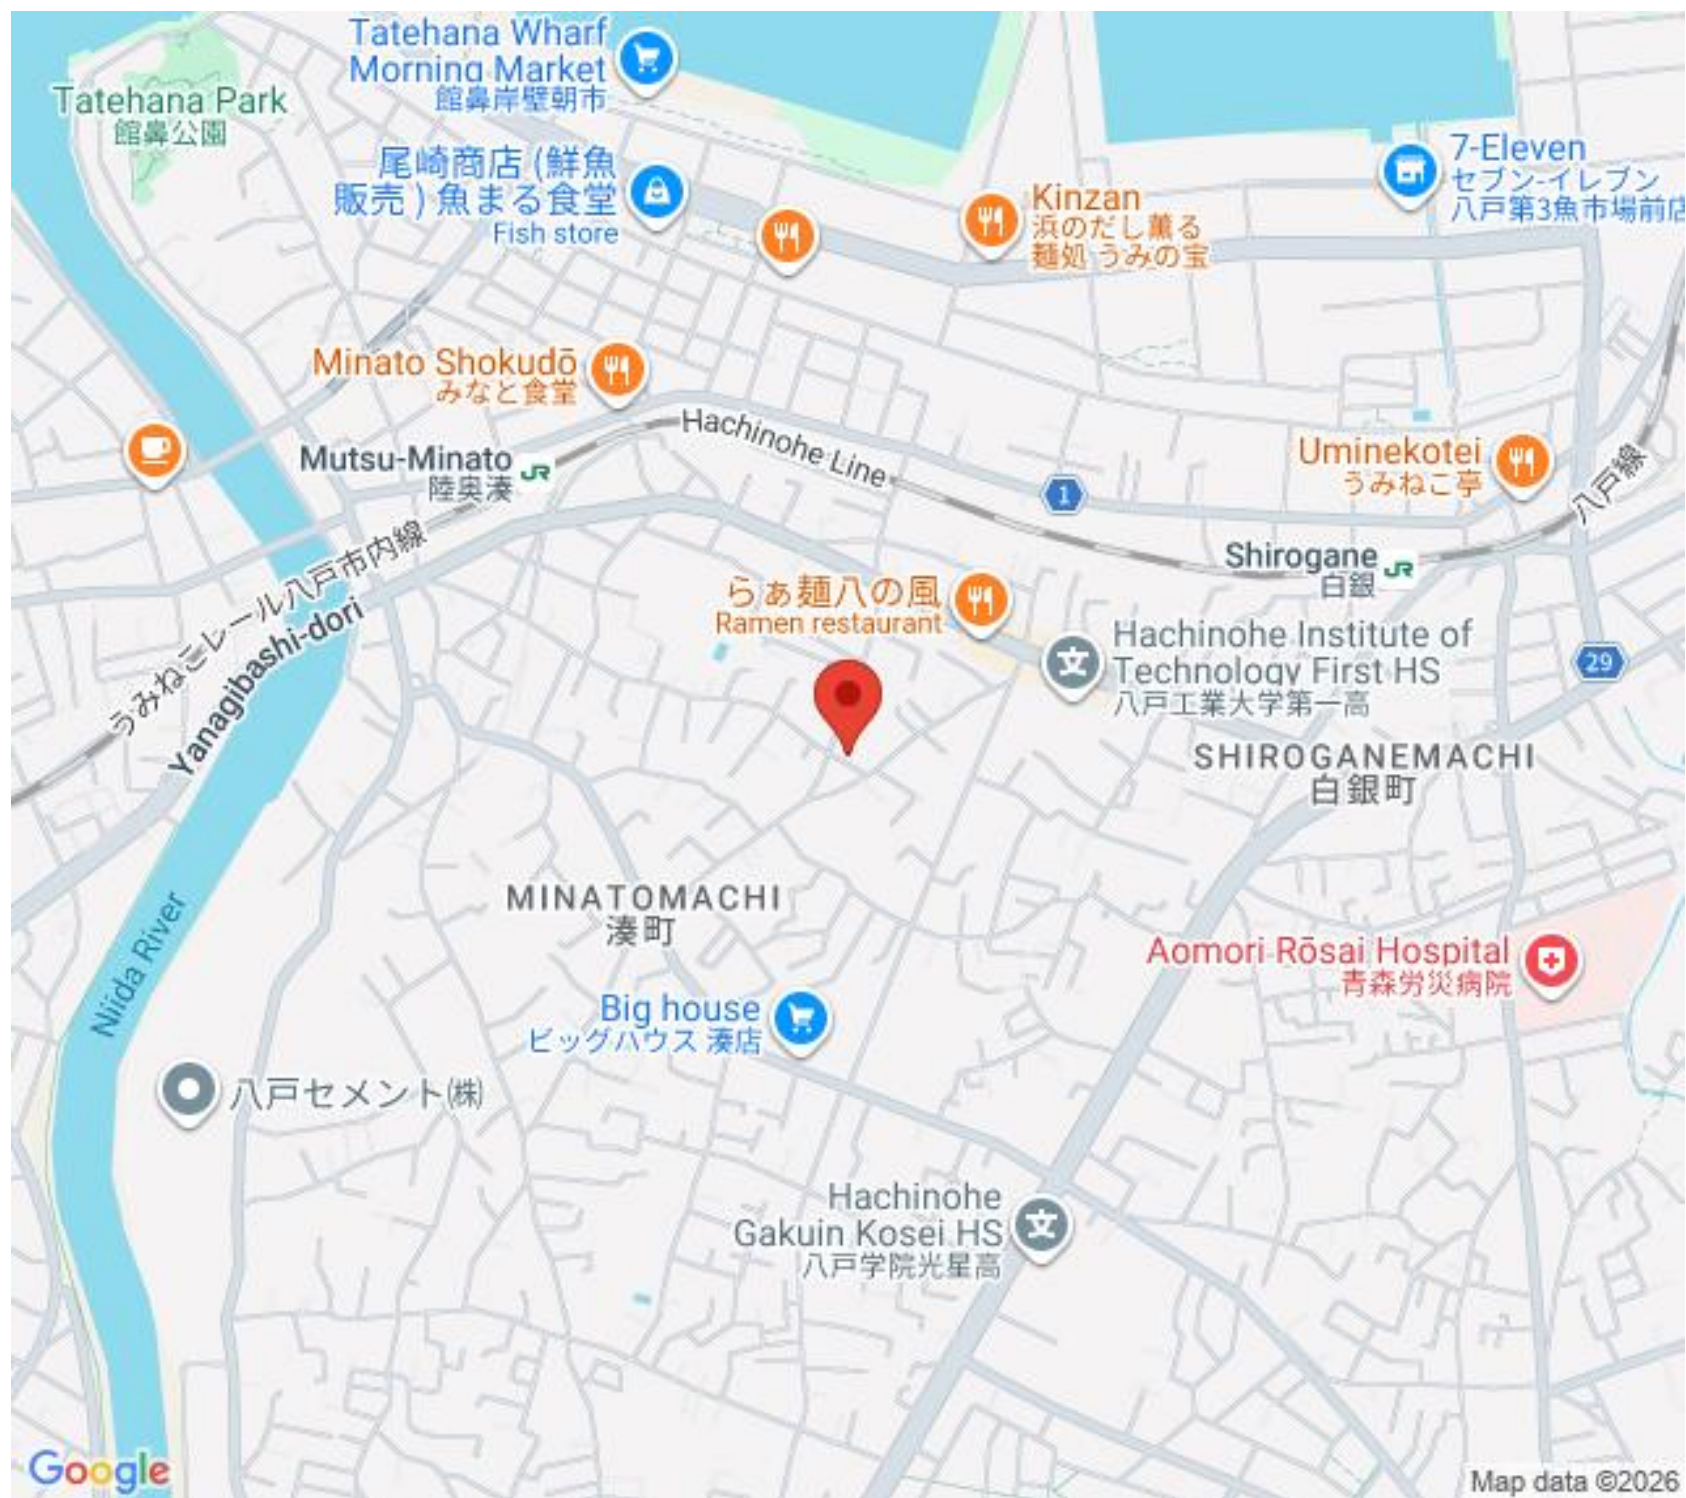 Tatehana Wharf
Morning Market
館鼻岸壁朝市
Tatehana Park
館鼻公園
尾崎商店 (鮮魚
販売 ) 魚まる食堂
Fish store
Kinzan
浜のだし薫る
麺処 うみの宝
7-Eleven
セブン-イレブン
八戸第3魚市場前店
Minato Shokudō
みなと食堂
Mutsu-Minato
陸奥湊
JR
Hachinohe Line
1
Uminekotei
うみねこ亭
八戸線
Shirogane
白銀
JR
うみねこレール八戸市内線
Yanagibashi-dori
らぁ麺八の風
Ramen restaurant
文
Hachinohe Institute of
Technology First HS
八戸工業大学第一高
29
SHIROGANEMACHI
白銀町
MINATOMACHI
湊町
Niida River
Aomori Rōsai Hospital
青森労災病院
Big house
ビッグハウス 湊店
八戸セメント㈱
Hachinohe
Gakuin Kosei HS
八戸学院光星高
文
Google
Map data ©2026